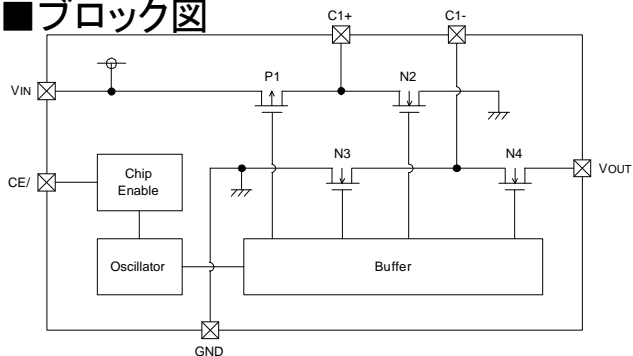 ■ブロック図
C1+ C1-
P1 N2
VIN
N3 N4
VOUT
CE/
Chip
Enable
Oscillator
Buffer
GND